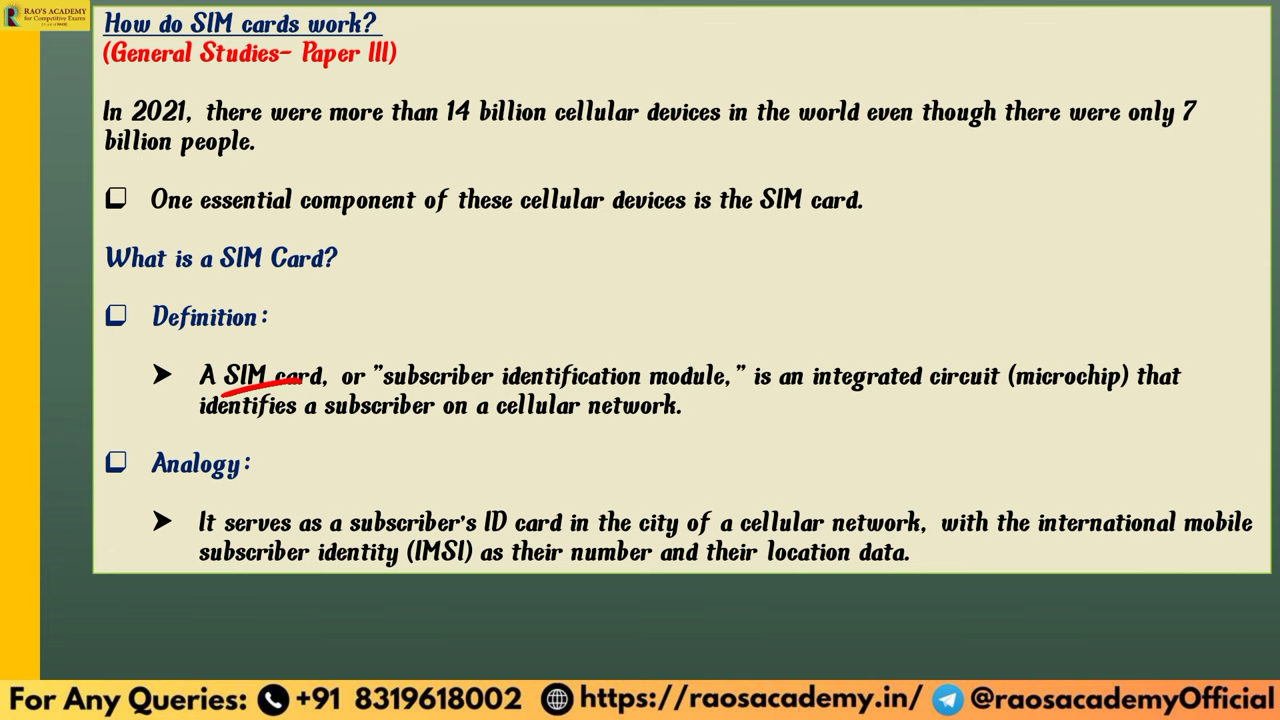 RAO'S ACADEMY
for Competitive Exams
How do SIM cards work?
(General Studies- Paper III)
In 2021, there were more than 14 billion cellular devices in the world even though there were only 7
billion people.
One essential component of these cellular devices is the SIM card.
What is a SIM Card?
Definition:
A SIM card, or "subscriber identification module," is an integrated circuit (microchip) that
identifies a subscriber on a cellular network.
Analogy:
It serves as a subscriber's ID card in the city of a cellular network, with the international mobile
subscriber identity (IMSI) as their number and their location data.
For Any Queries: +91 8319618002 https://raosacademy.in/ @raosacademyOfficial